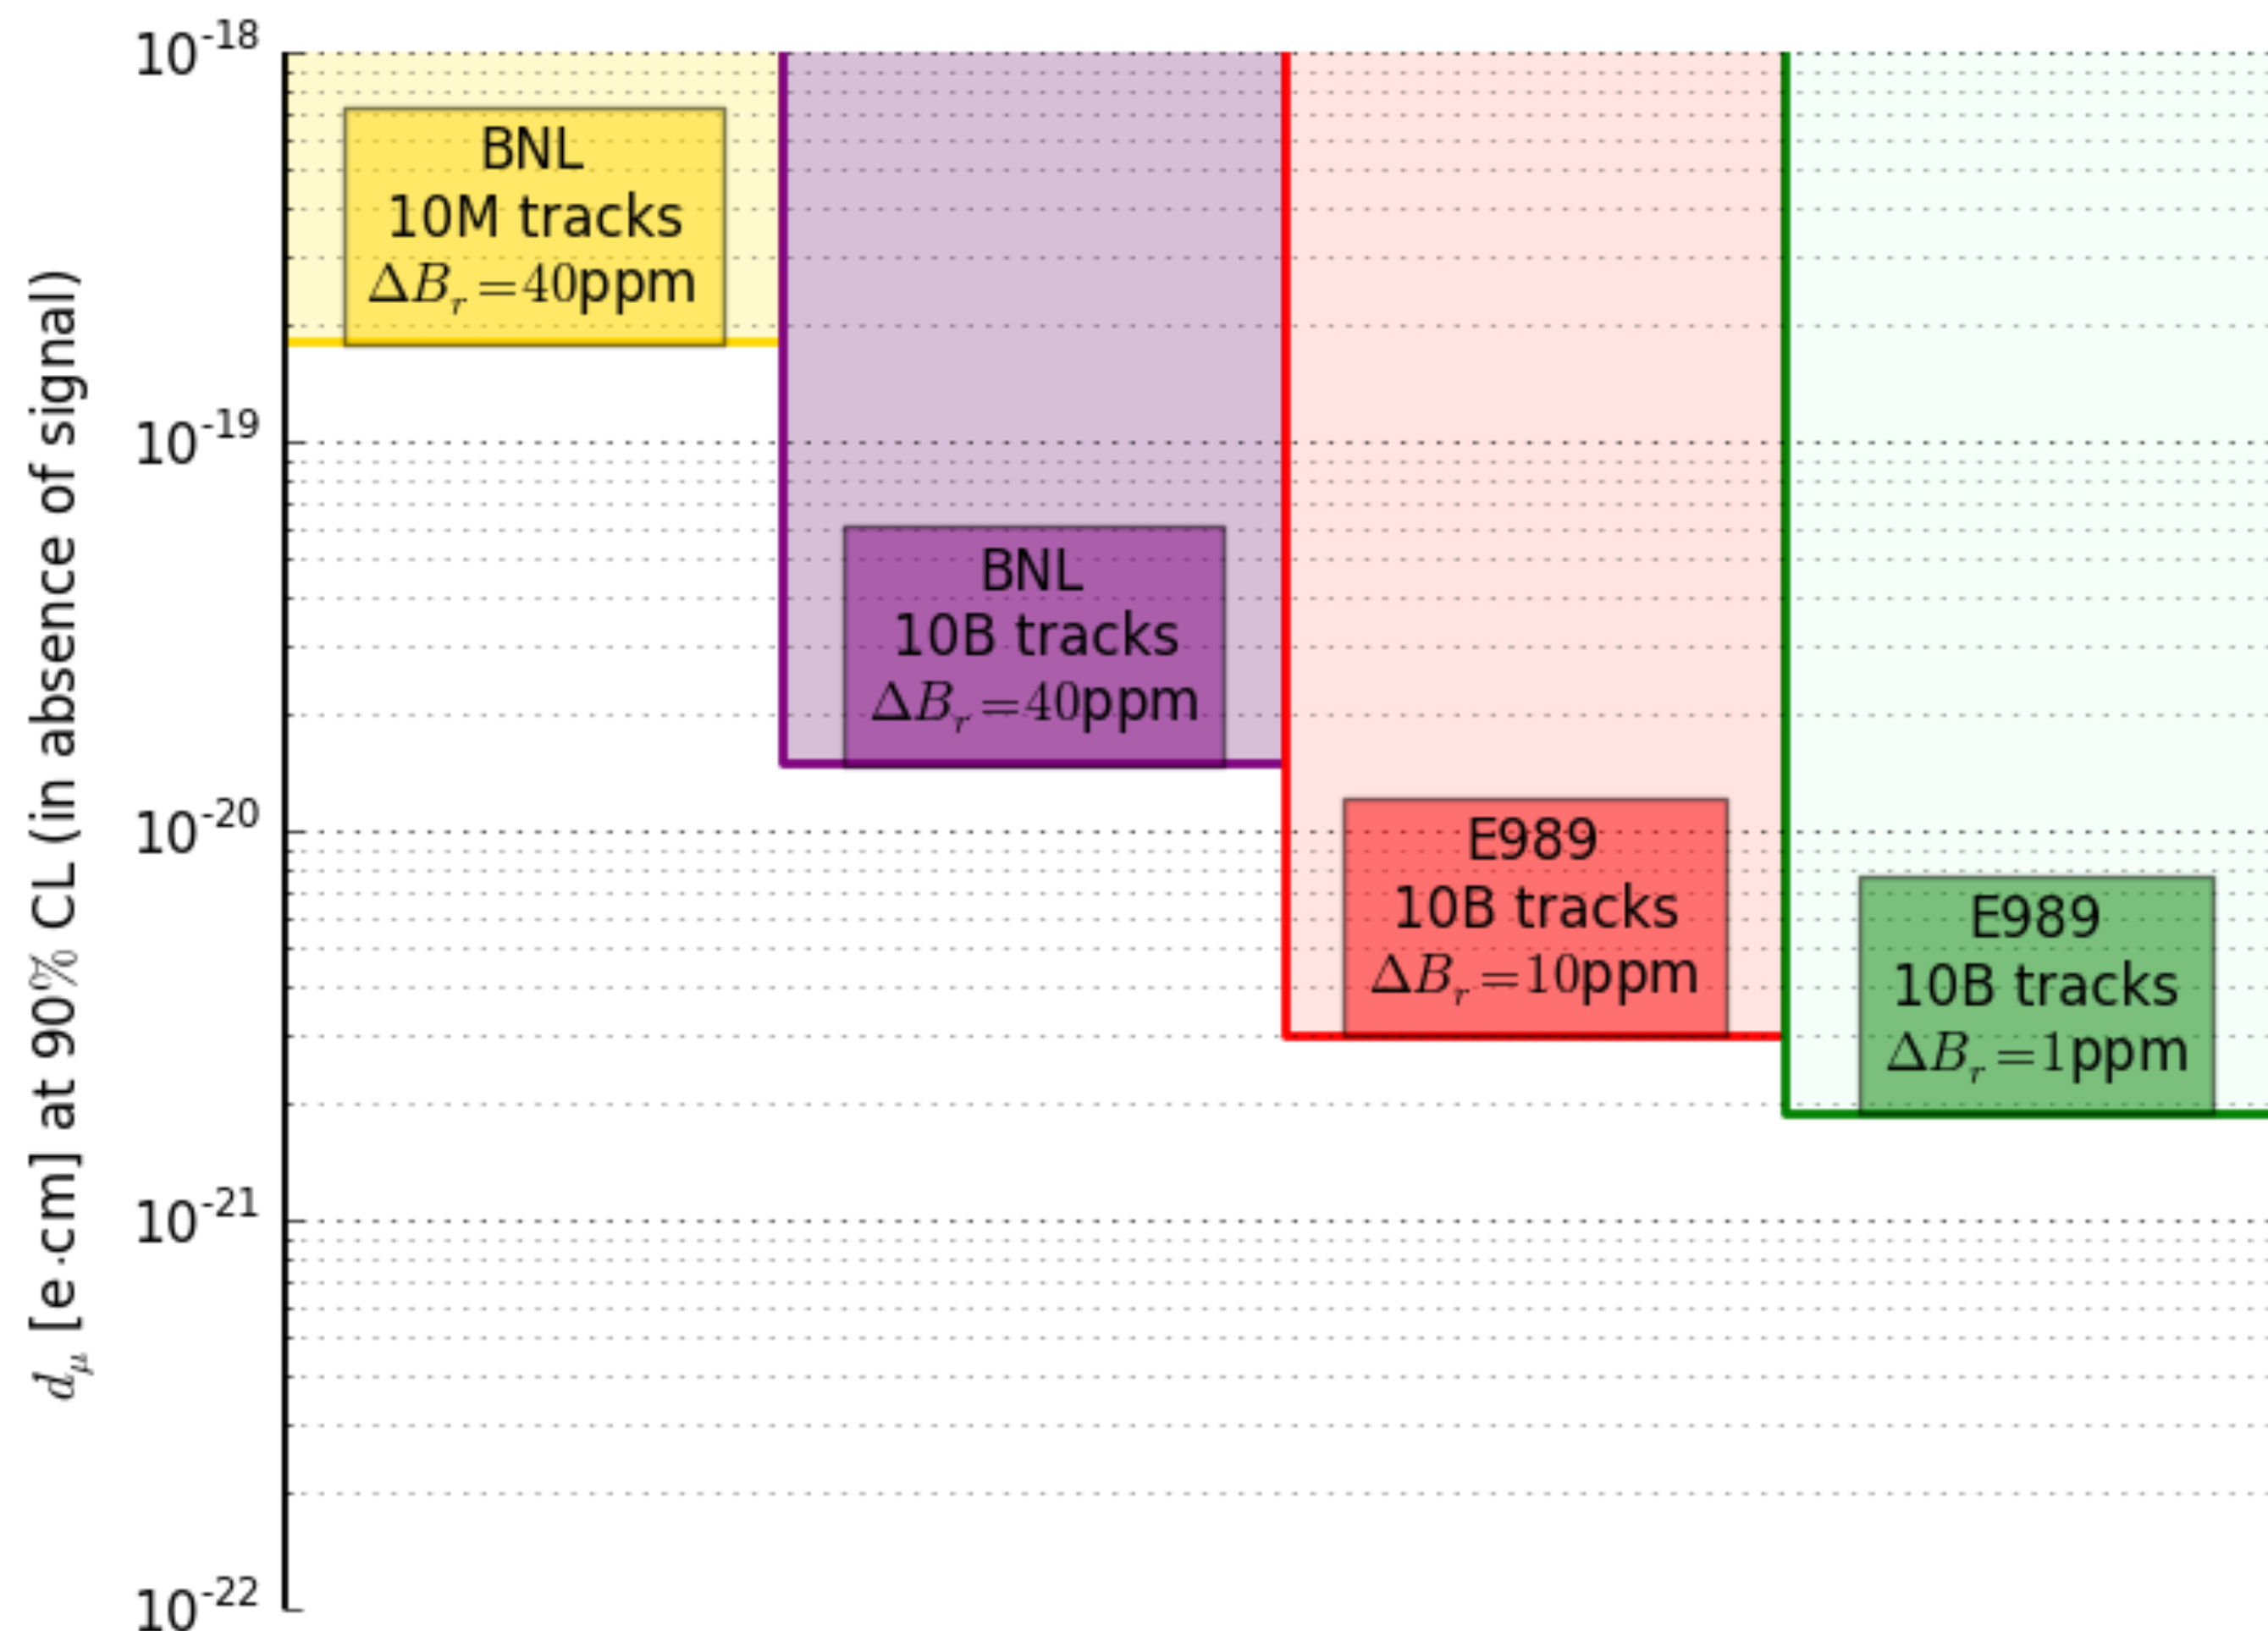 d_μ [e·cm] at 90% CL (in absence of signal)
10^-18
10^-19
10^-20
10^-21
10^-22
BNL
10M tracks
ΔB_r=40ppm
BNL
10B tracks
ΔB_r=40ppm
E989
10B tracks
ΔB_r=10ppm
E989
10B tracks
ΔB_r=1ppm